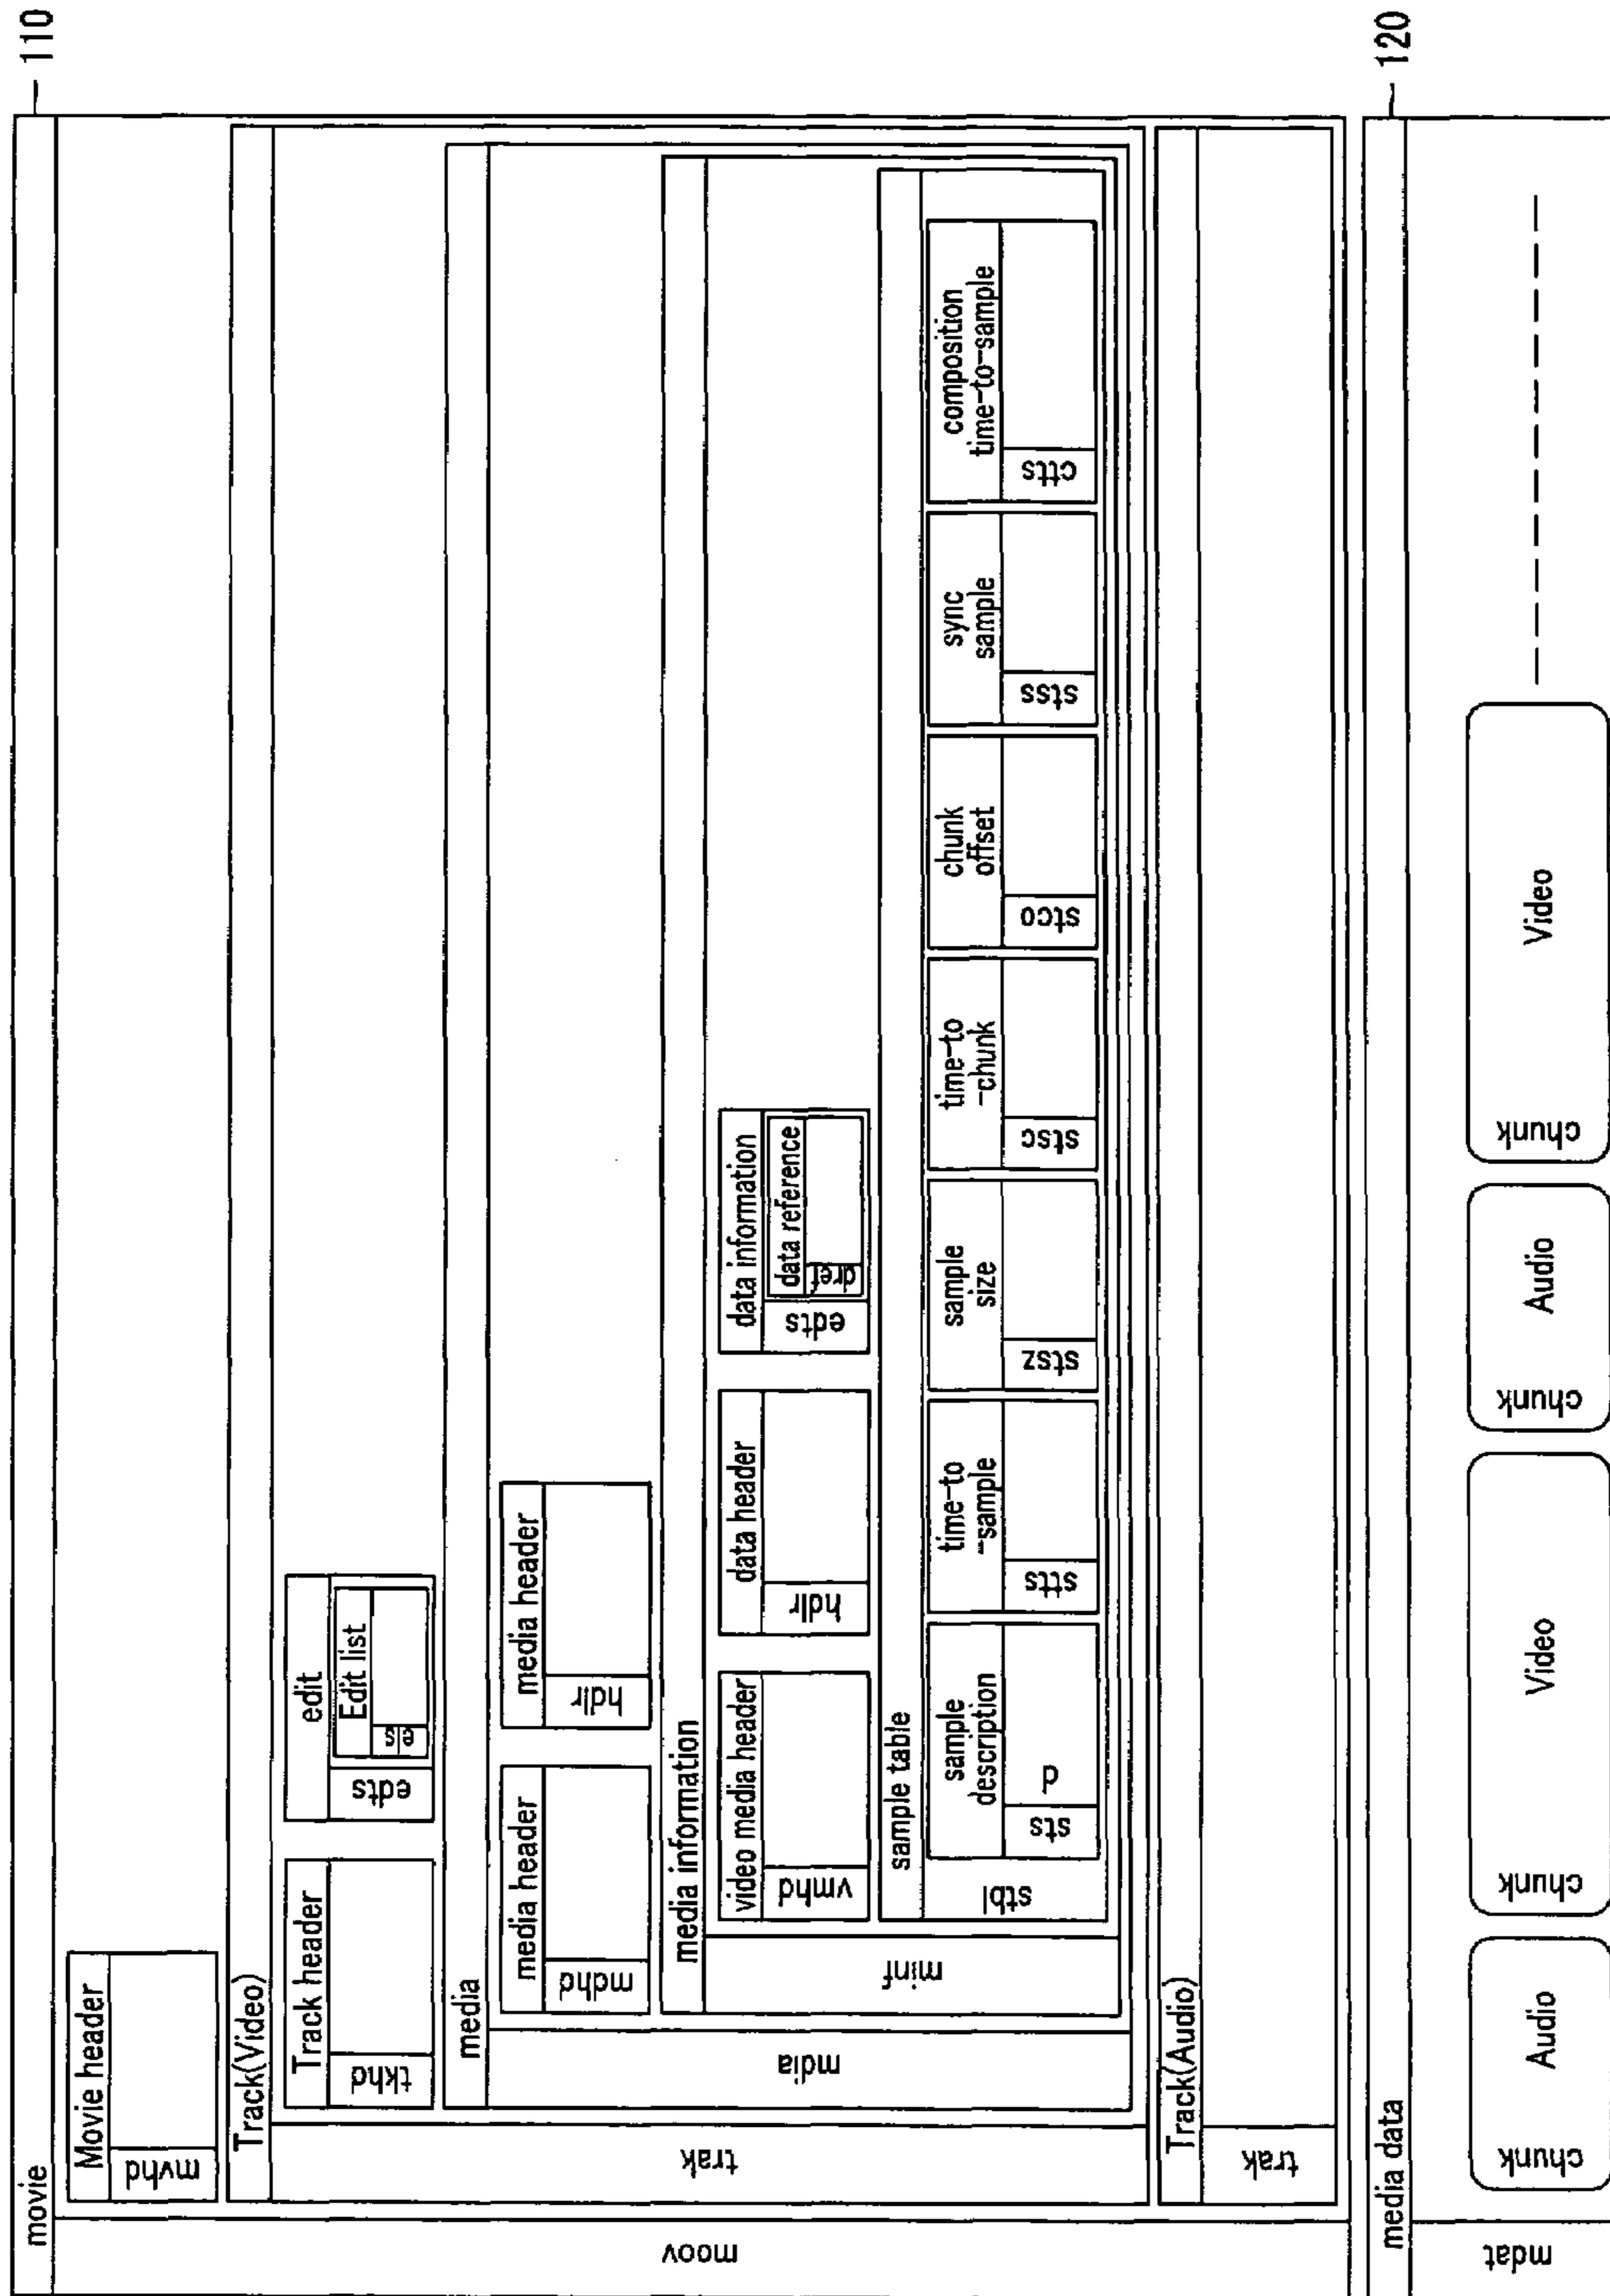 movie
110
Movie header
mvhd
Track(Video)
Track header
tkhd
edit
edts
Edit list
els
media
media header
mdhd
media header
hdlr
media information
video media header
vmhd
data header
hdlr
data information
edts
data reference
dref
sample table
sample
description
sts
d
time-to
-sample
stts
sample
size
stsz
time-to
-chunk
stsc
chunk
offset
stco
sync
sample
stss
composition
time-to-sample
ctts
stbl
minf
mdia
trak
Track(Audio)
trak
moov
media data
120
mdat
chunk
Audio
chunk
Video
chunk
Audio
chunk
Video